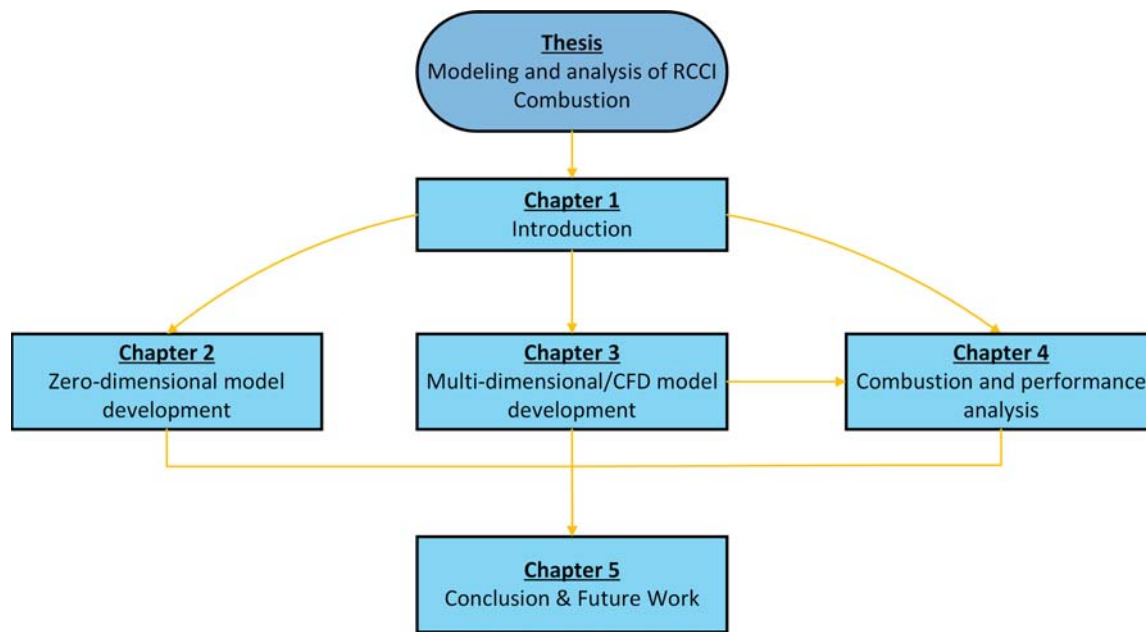 Thesis
Modeling and analysis of RCCI
Combustion
Chapter 1
Introduction
Chapter 2
Zero-dimensional model
development
Chapter 3
Multi-dimensional/CFD model
development
Chapter 4
Combustion and performance
analysis
Chapter 5
Conclusion & Future Work